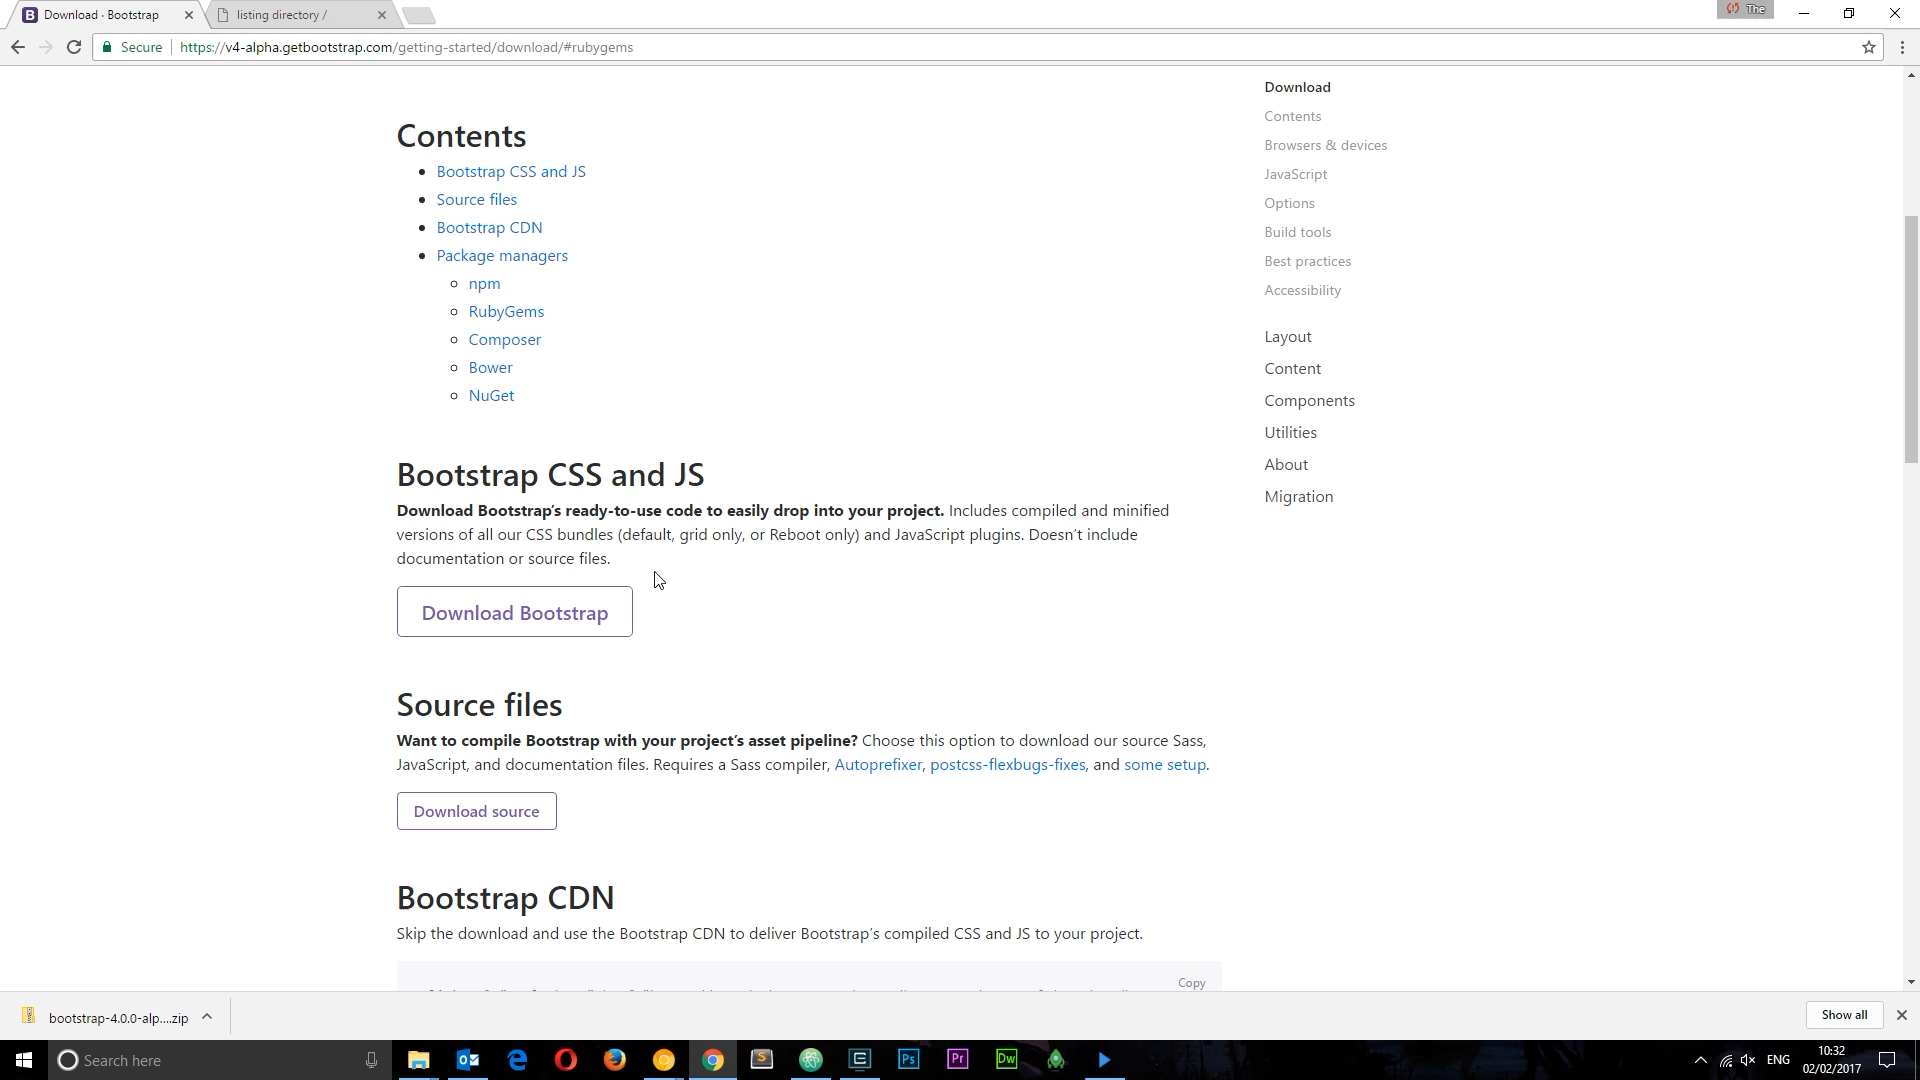 Download · Bootstrap
listing directory /
The
Secure
https://v4-alpha.getbootstrap.com/getting-started/download/#rubygems
Contents
Bootstrap CSS and JS
Source files
Bootstrap CDN
Package managers
npm
RubyGems
Composer
Bower
NuGet
Bootstrap CSS and JS
Download Bootstrap’s ready-to-use code to easily drop into your project. Includes compiled and minified
versions of all our CSS bundles (default, grid only, or Reboot only) and JavaScript plugins. Doesn’t include
documentation or source files.
Download Bootstrap
Source files
Want to compile Bootstrap with your project’s asset pipeline? Choose this option to download our source Sass,
JavaScript, and documentation files. Requires a Sass compiler, Autoprefixer, postcss-flexbugs-fixes, and some setup.
Download source
Bootstrap CDN
Skip the download and use the Bootstrap CDN to deliver Bootstrap’s compiled CSS and JS to your project.
Copy
Download
Contents
Browsers & devices
JavaScript
Options
Build tools
Best practices
Accessibility
Layout
Content
Components
Utilities
About
Migration
bootstrap-4.0.0-alp....zip
Show all
Search here
Ps
Pr
Dw
ENG
10:32
02/02/2017